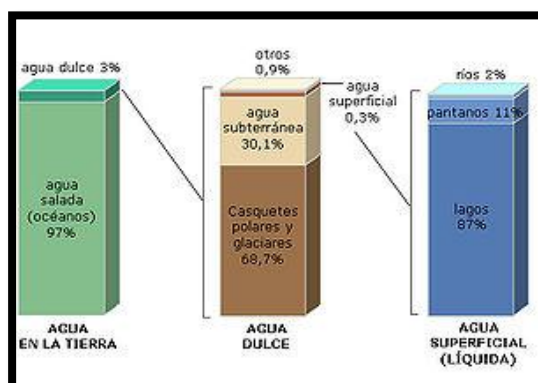 agua dulce 3%
agua
salada
(océanos)
97%
AGUA
EN LA TIERRA
otros
0,9%
agua
superficial
0,3%
agua
subterránea
30,1%
Casquetes
polares y
glaciares
68,7%
AGUA
DULCE
ríos 2%
pantanos 11%
lagos
87%
AGUA
SUPERFICIAL
(LÍQUIDA)